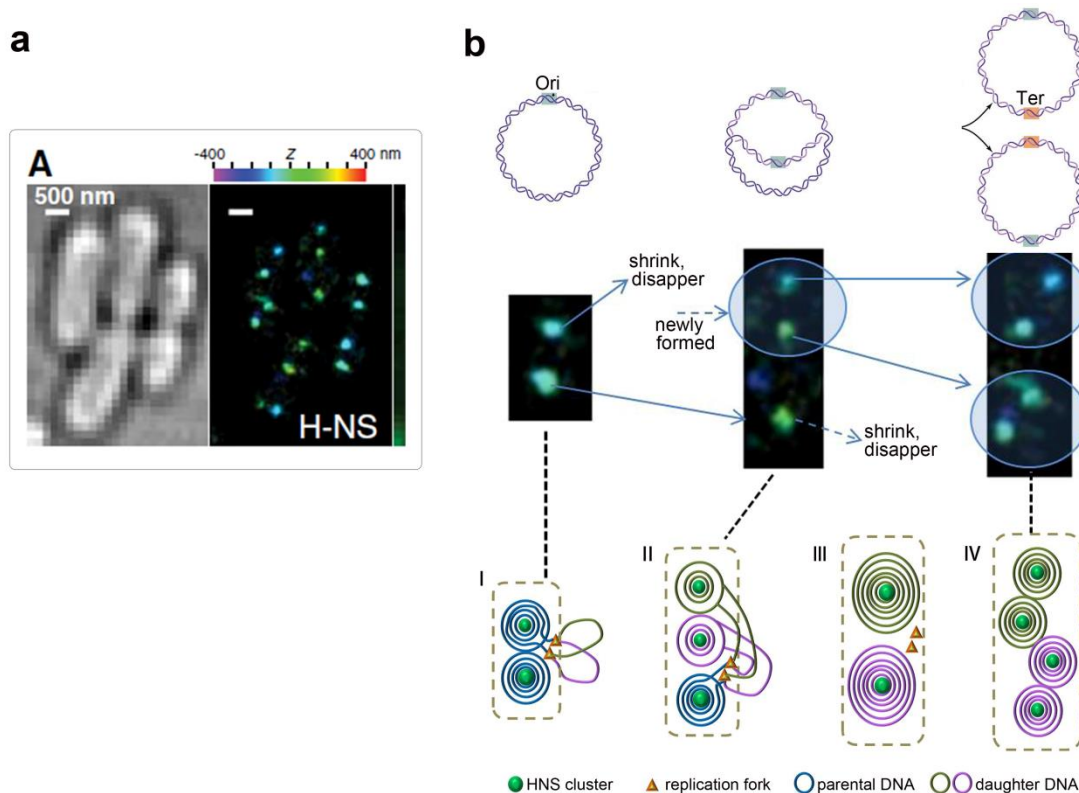 a
A
-400
Z
400 nm
500 nm
H-NS
b
Ori
Ter
shrink,
disapper
newly
formed
shrink,
disapper
I
II
III
IV
HNS cluster
replication fork
parental DNA
daughter DNA